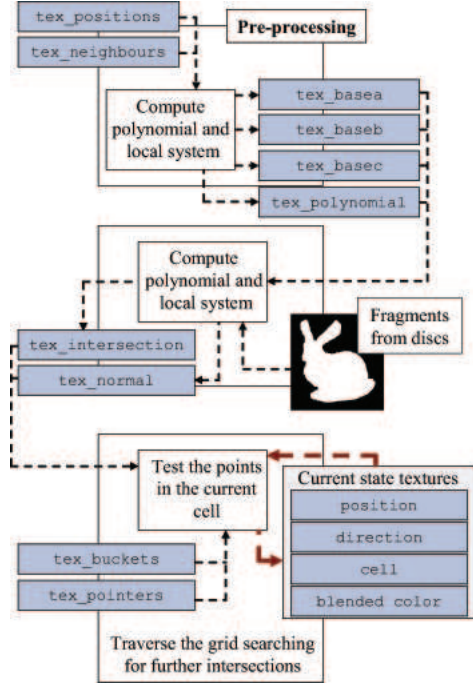 tex_positions
Pre-processing
tex_neighbours
Compute
polynomial and
local system
tex_basea
tex_baseb
tex_basec
tex_polynomial
Compute
polynomial and
local system
Fragments
from discs
tex_intersection
tex_normal
Test the points
in the current
cell
Current state textures
position
direction
cell
blended color
tex_buckets
tex_pointers
Traverse the grid searching
for further intersections